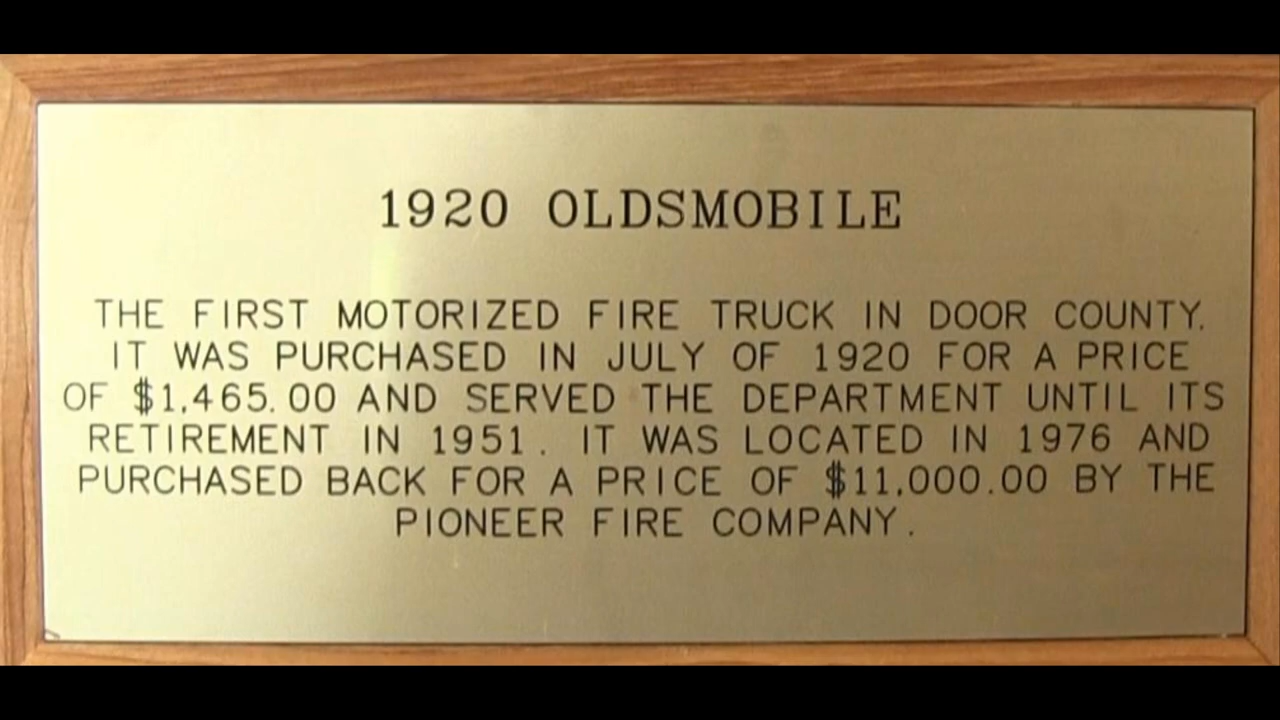 1920 OLDSMOBILE
THE FIRST MOTORIZED FIRE TRUCK IN DOOR COUNTY.
IT WAS PURCHASED IN JULY OF 1920 FOR A PRICE
OF $1,465.00 AND SERVED THE DEPARTMENT UNTIL ITS
RETIREMENT IN 1951. IT WAS LOCATED IN 1976 AND
PURCHASED BACK FOR A PRICE OF $11,000.00 BY THE
PIONEER FIRE COMPANY.